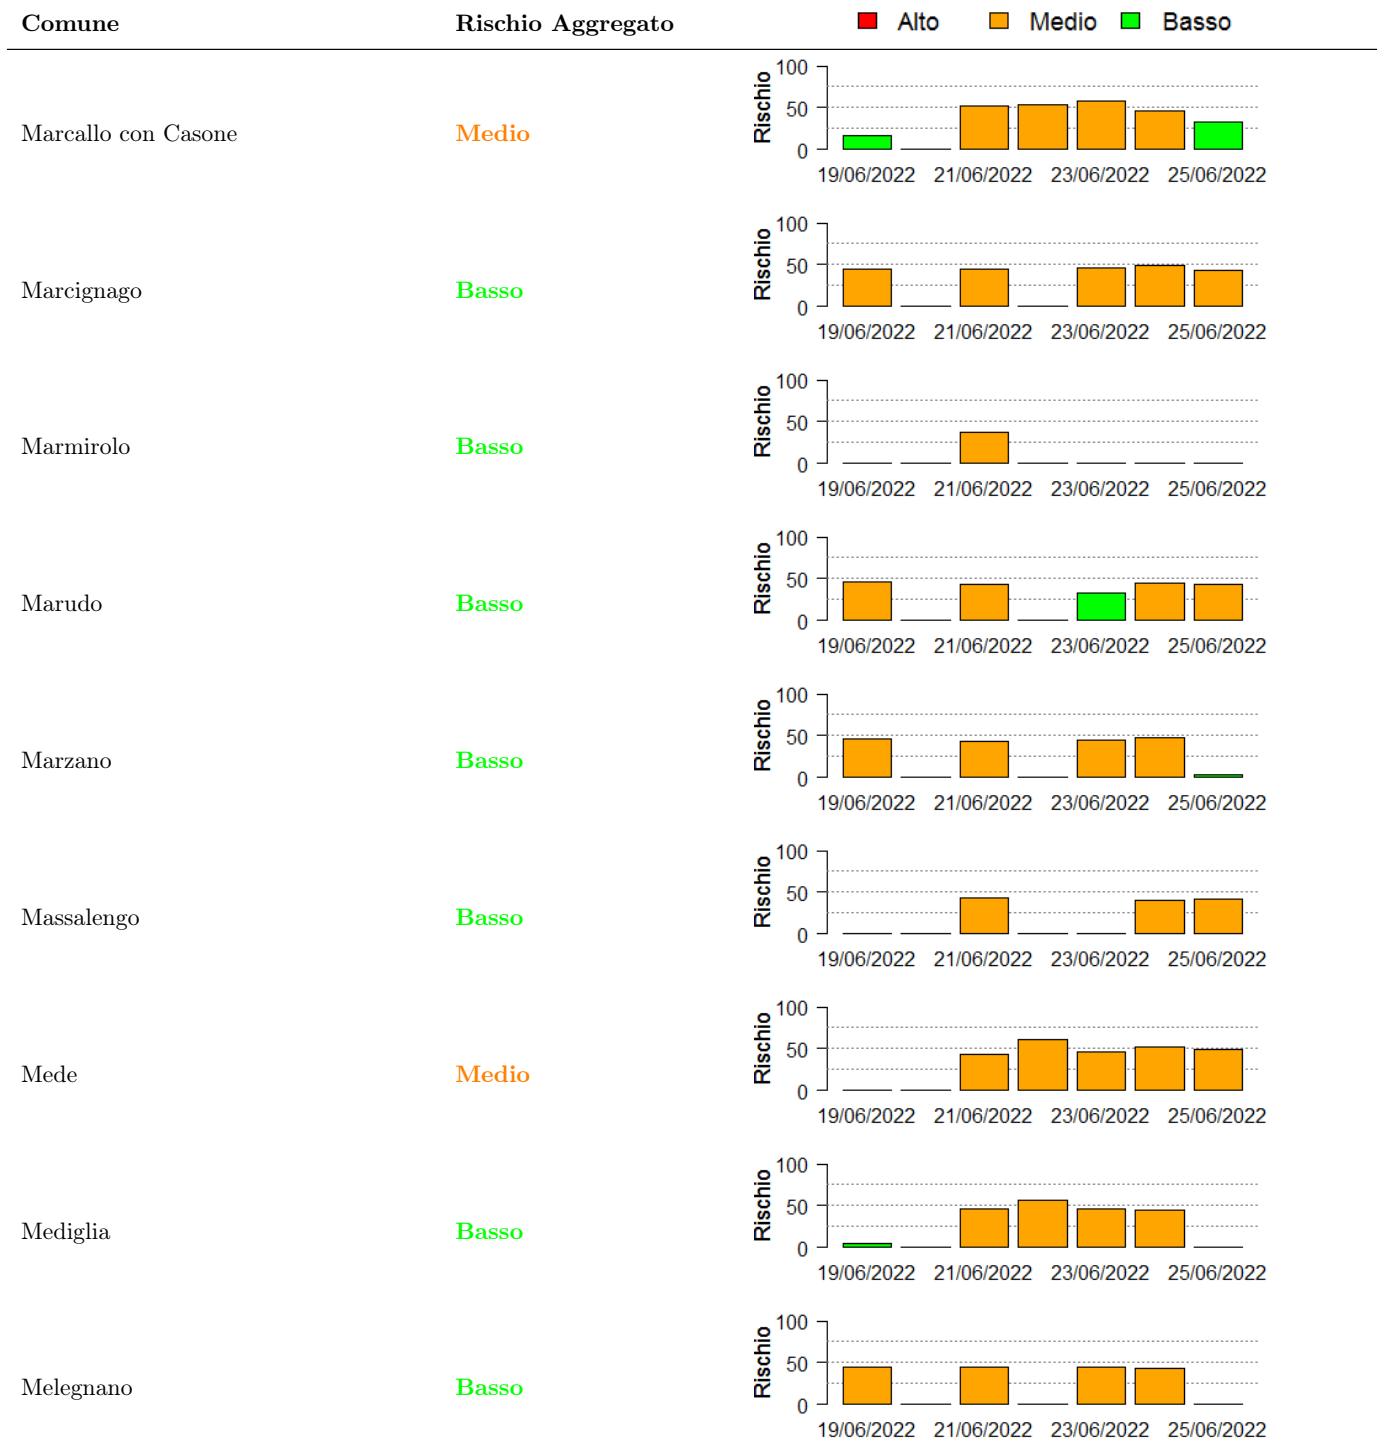 Comune Rischio Aggregato Alto Medio Basso
Marcallo con Casone Medio
Rischio
100
50
0
19/06/2022 21/06/2022 23/06/2022 25/06/2022
Marcignago Basso
Rischio
100
50
0
19/06/2022 21/06/2022 23/06/2022 25/06/2022
Marmirolo Basso
Rischio
100
50
0
19/06/2022 21/06/2022 23/06/2022 25/06/2022
Marudo Basso
Rischio
100
50
0
19/06/2022 21/06/2022 23/06/2022 25/06/2022
Marzano Basso
Rischio
100
50
0
19/06/2022 21/06/2022 23/06/2022 25/06/2022
Massalengo Basso
Rischio
100
50
0
19/06/2022 21/06/2022 23/06/2022 25/06/2022
Mede Medio
Rischio
100
50
0
19/06/2022 21/06/2022 23/06/2022 25/06/2022
Mediglia Basso
Rischio
100
50
0
19/06/2022 21/06/2022 23/06/2022 25/06/2022
Melegnano Basso
Rischio
100
50
0
19/06/2022 21/06/2022 23/06/2022 25/06/2022